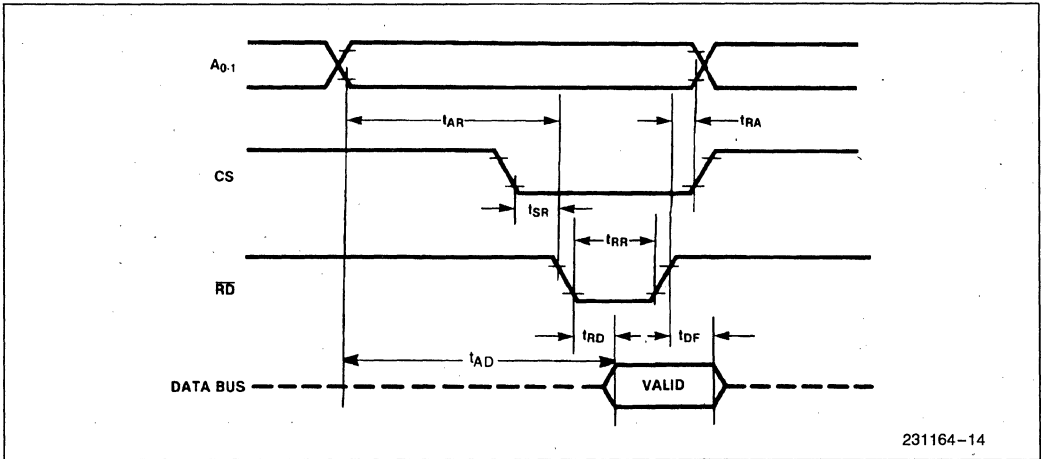 A0-1
tAR
tRA
CS
tSR
tRR
RD
tRD
tDF
tAD
DATA BUS
VALID
231164-14